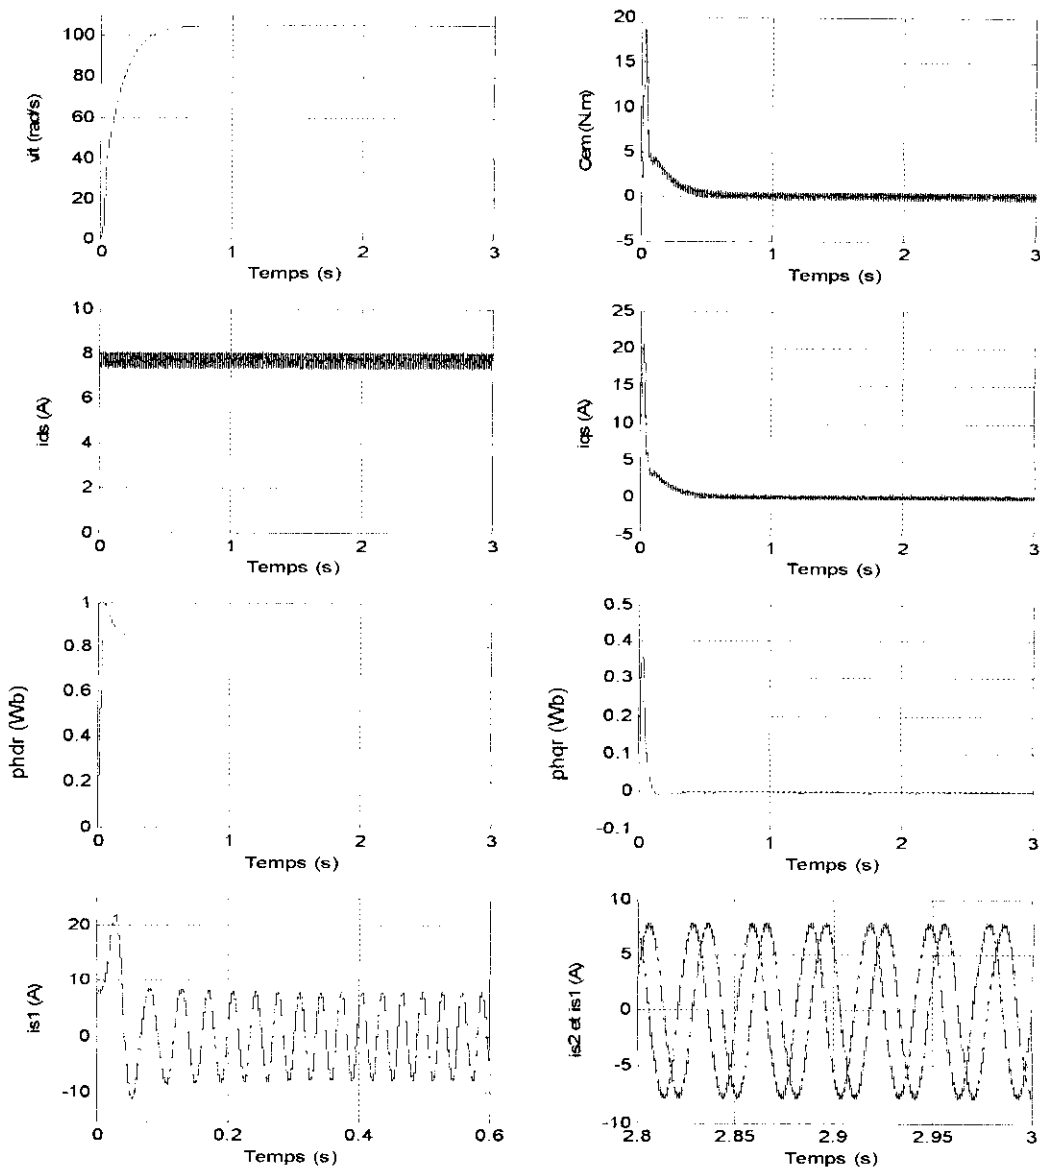 100
80
60
40
20
0
vit (rad/s)
0 1 2 3
Temps (s)
20
15
10
5
0
-5
Cem (N.m)
0 1 2 3
Temps (s)
10
8
6
4
2
0
ids (A)
0 1 2 3
Temps (s)
25
20
15
10
5
0
-5
iqs (A)
0 1 2 3
Temps (s)
1
0.8
0.6
0.4
0.2
0
phdr (Wb)
0 1 2 3
Temps (s)
0.5
0.4
0.3
0.2
0.1
0
-0.1
phqr (Wb)
0 1 2 3
Temps (s)
20
10
0
-10
is1 (A)
0 0.2 0.4 0.6
Temps (s)
10
5
0
-5
-10
is2 et is1 (A)
2.8 2.85 2.9 2.95 3
Temps (s)